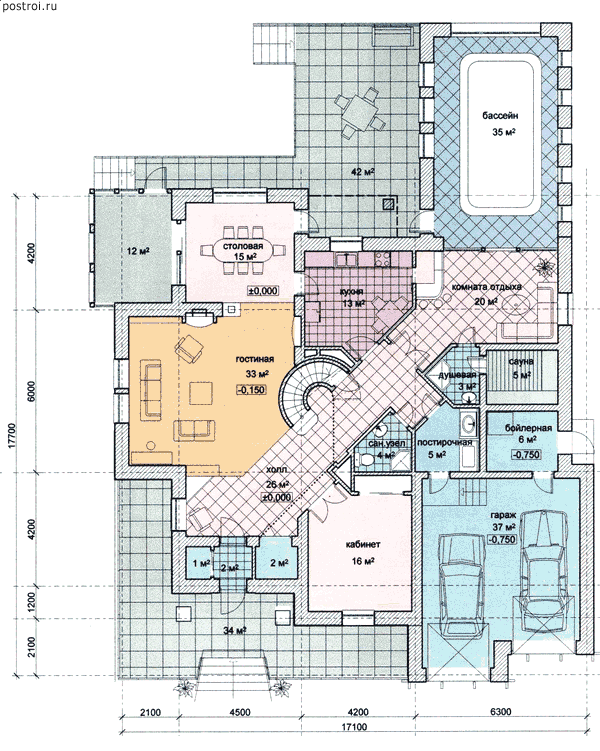 postroi.ru
бассейн
35 м²
42 м²
12 м²
столовая
15 м²
±0,000
кухня
13 м²
комната отдыха
20 м²
гостиная
33 м²
-0,150
душевая
3 м²
сауна
5 м²
сан.узел
4 м²
постирочная
5 м²
бойлерная
6 м²
-0,750
холл
26 м²
±0,000
гараж
37 м²
-0,750
кабинет
16 м²
1 м²
2 м²
2 м²
34 м²
4200
6000
17700
4200
1200
2100
2100
4500
4200
6300
17100